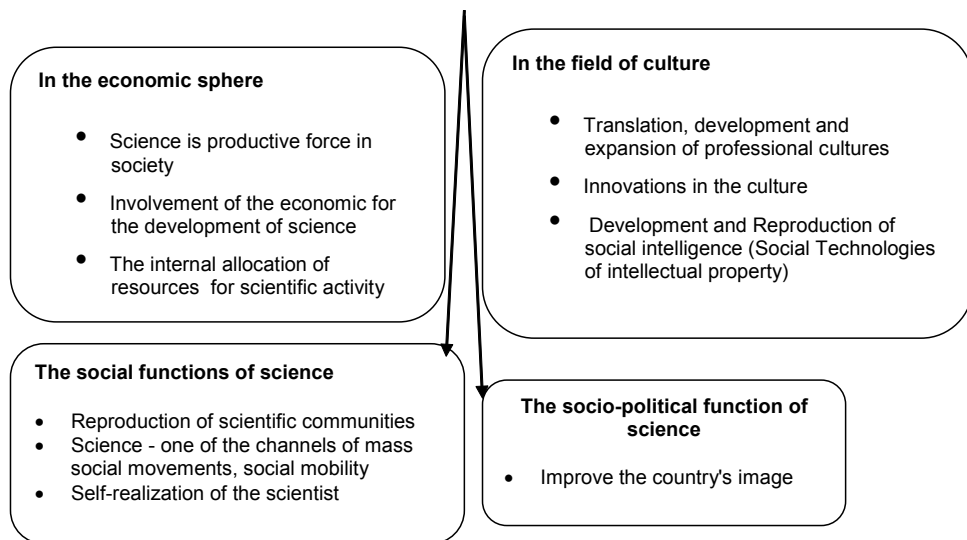 In the economic sphere
• Science is productive force in
society
• Involvement of the economic for
the development of science
• The internal allocation of
resources for scientific activity
In the field of culture
• Translation, development and
expansion of professional cultures
• Innovations in the culture
• Development and Reproduction of
social intelligence (Social Technologies
of intellectual property)
The social functions of science
• Reproduction of scientific communities
• Science - one of the channels of mass
social movements, social mobility
• Self-realization of the scientist
The socio-political function of
science
• Improve the country's image